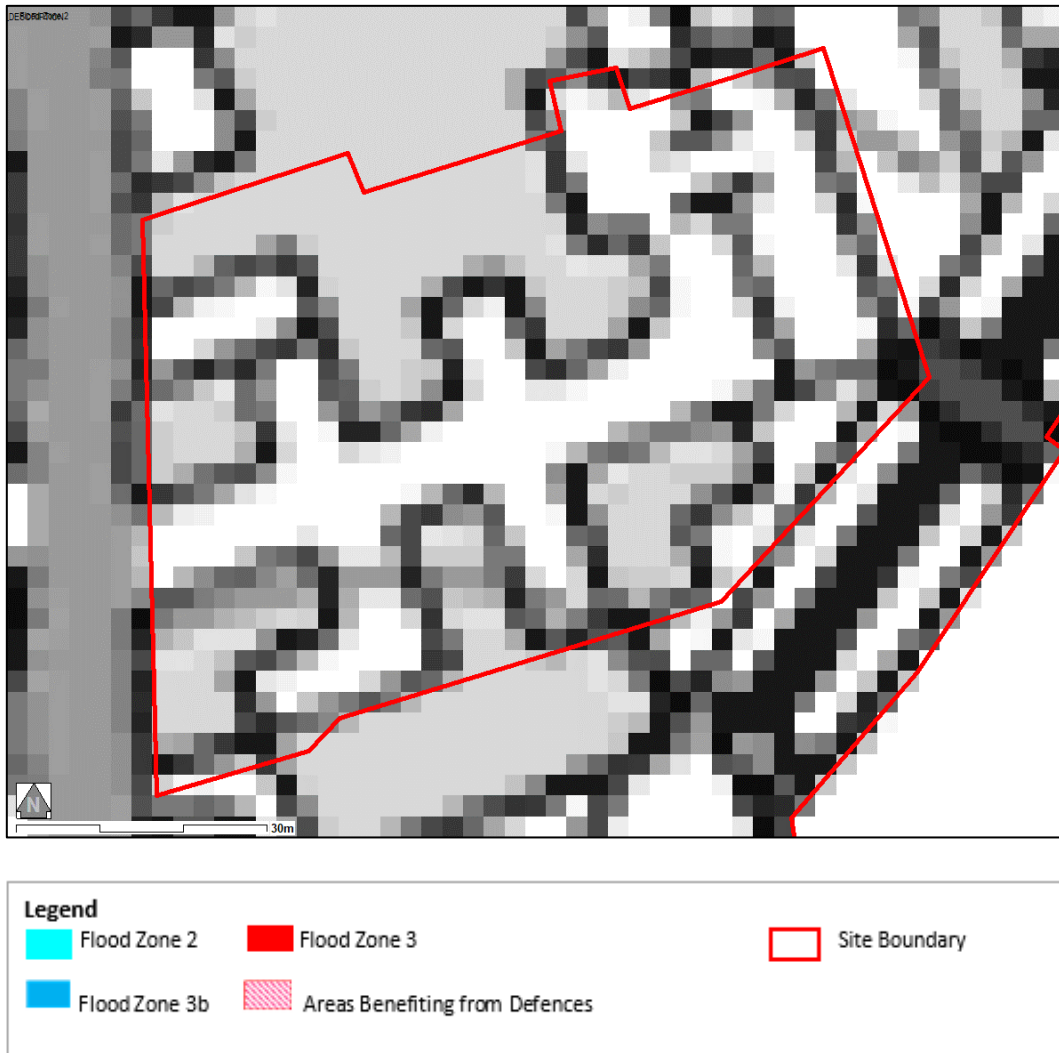 N
30m
Legend
Flood Zone 2
Flood Zone 3
Site Boundary
Flood Zone 3b
Areas Benefiting from Defences